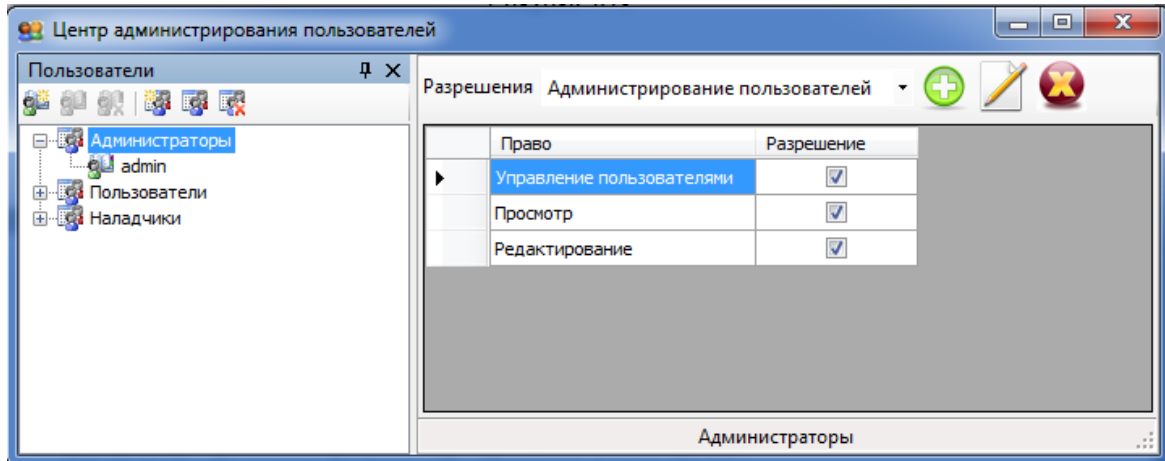 Центр администрирования пользователей
Пользователи
Администраторы
admin
Пользователи
Наладчики
Разрешения Администрирование пользователей
Право Разрешение
Управление пользователями
Просмотр
Редактирование
Администраторы